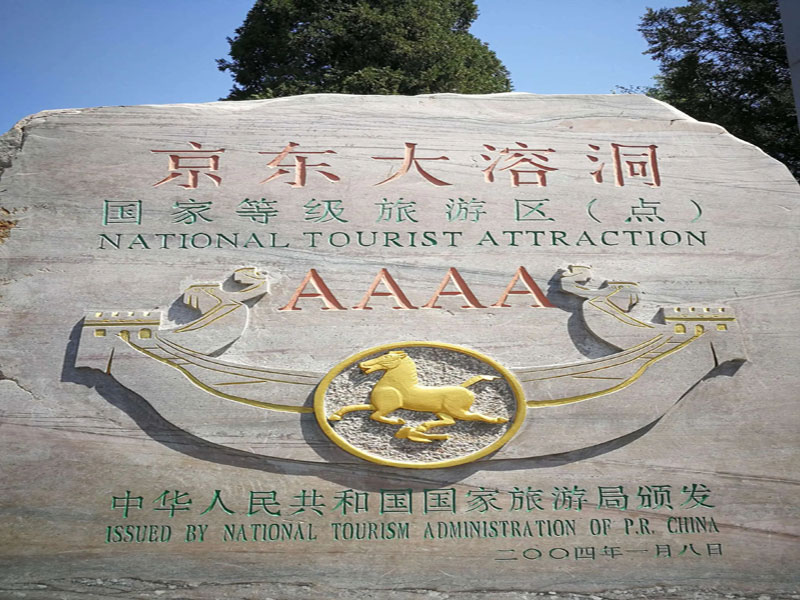 京东大溶洞
国家等级旅游区（点）
NATIONAL TOURIST ATTRACTION
AAAA
中华人民共和国国家旅游局颁发
ISSUED BY NATIONAL TOURISM ADMINISTRATION OF P.R. CHINA
二〇〇四年一月八日